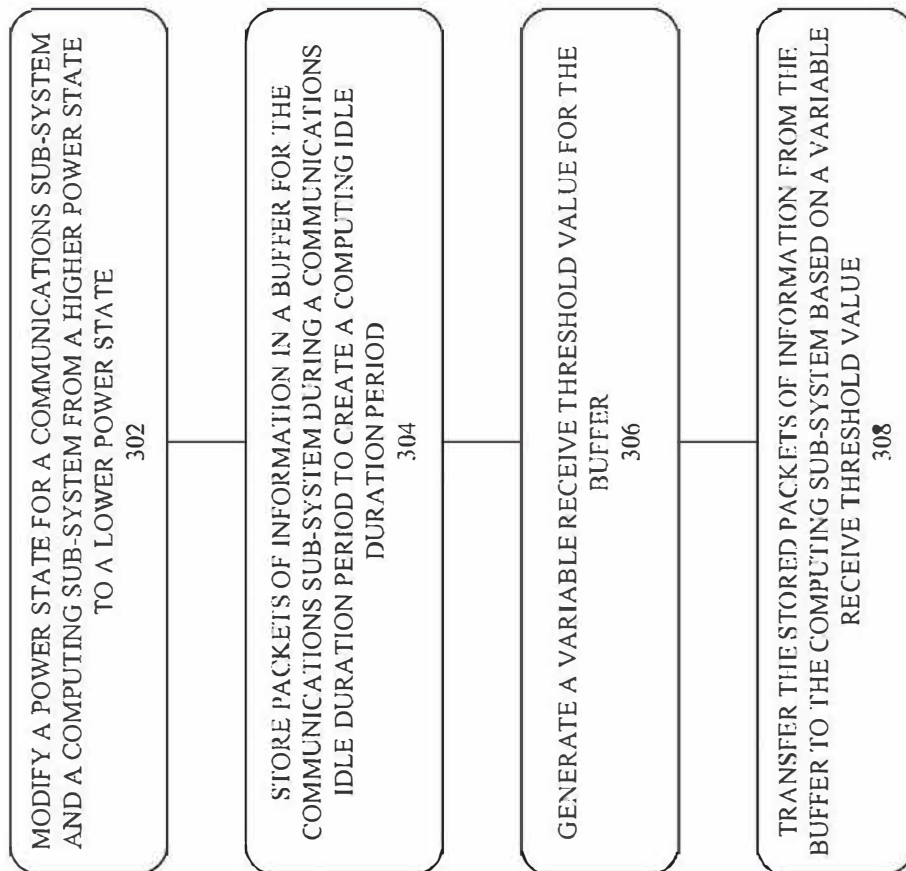 MODIFY A POWER STATE FOR A COMMUNICATIONS SUB-SYSTEM
AND A COMPUTING SUB-SYSTEM FROM A HIGHER POWER STATE
TO A LOWER POWER STATE
302
STORE PACKETS OF INFORMATION IN A BUFFER FOR THE
COMMUNICATIONS SUB-SYSTEM DURING A COMMUNICATIONS
IDLE DURATION PERIOD TO CREATE A COMPUTING IDLE
DURATION PERIOD
304
GENERATE A VARIABLE RECEIVE THRESHOLD VALUE FOR THE
BUFFER
306
TRANSFER THE STORED PACKETS OF INFORMATION FROM THE
BUFFER TO THE COMPUTING SUB-SYSTEM BASED ON A VARIABLE
RECEIVE THRESHOLD VALUE
308